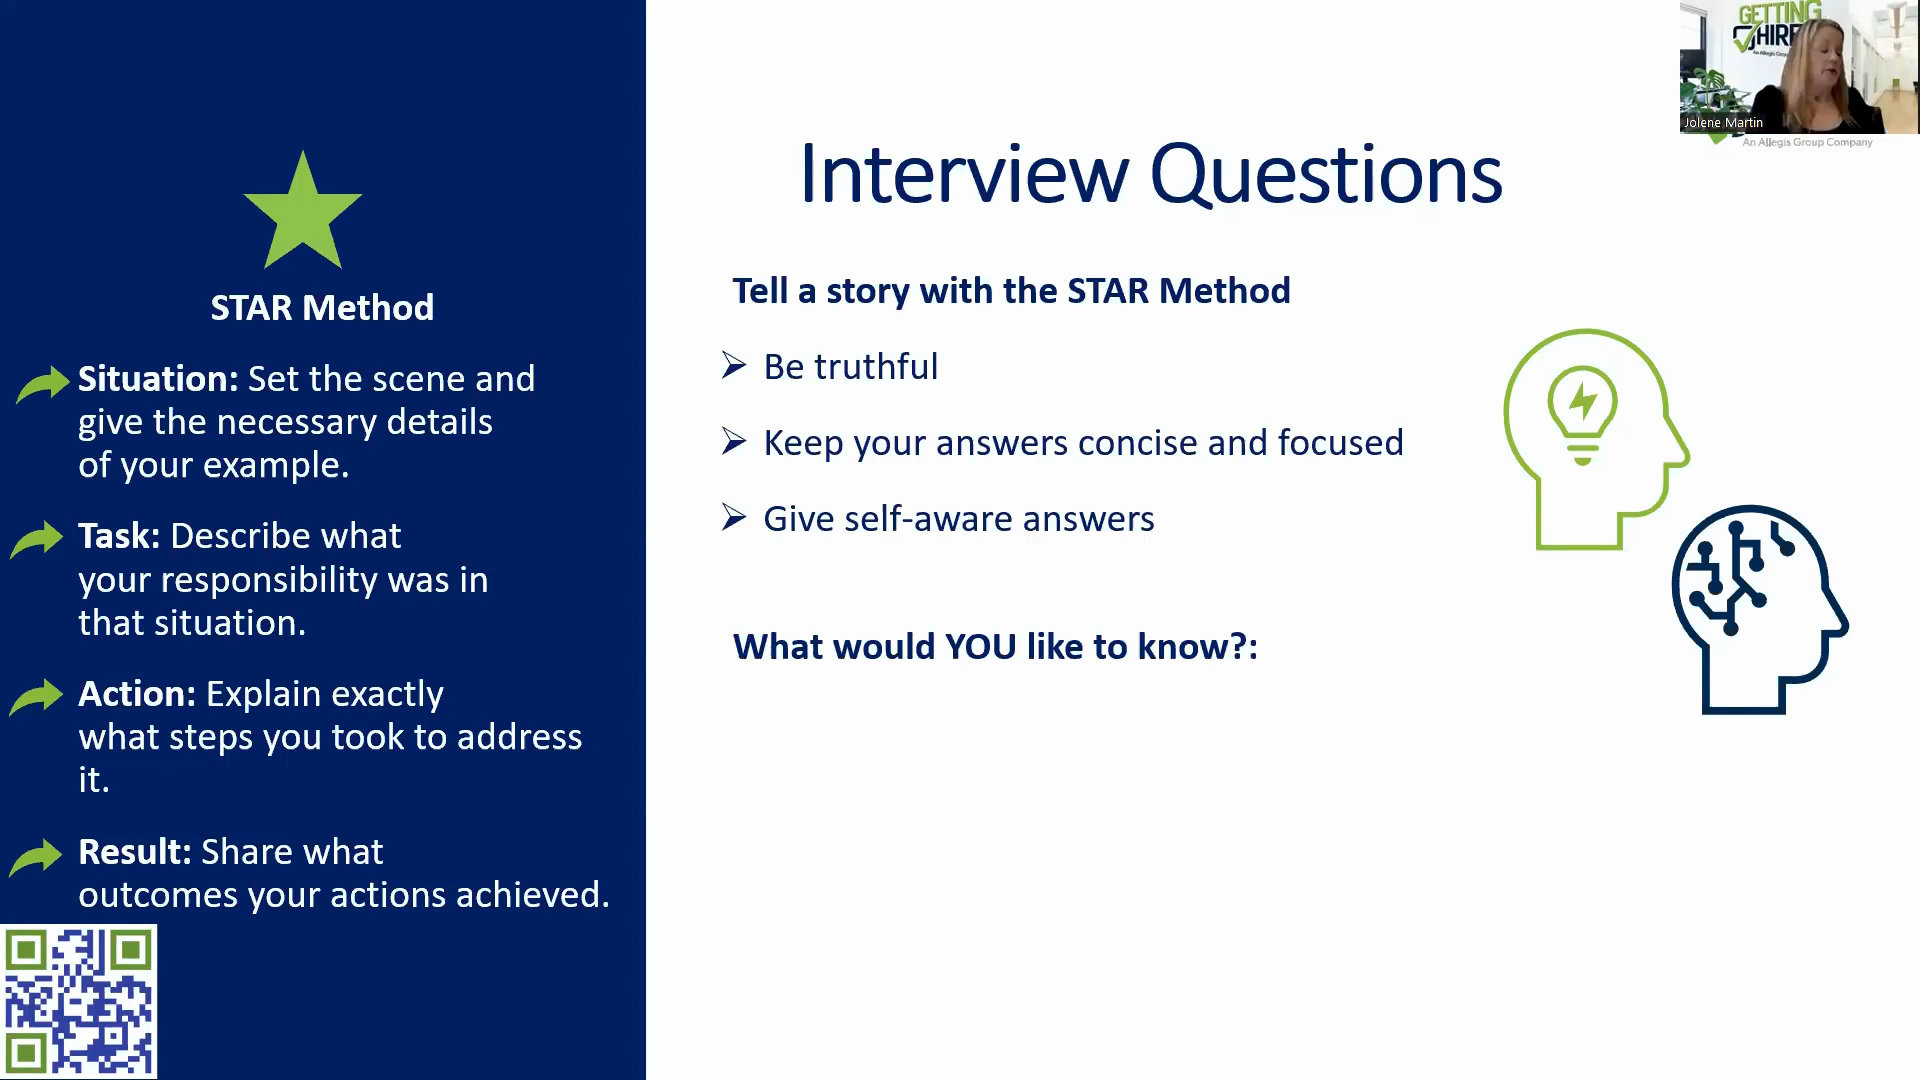 STAR Method
Situation: Set the scene and
give the necessary details
of your example.
Task: Describe what
your responsibility was in
that situation.
Action: Explain exactly
what steps you took to address
it.
Result: Share what
outcomes your actions achieved.
Interview Questions
Tell a story with the STAR Method
Be truthful
Keep your answers concise and focused
Give self-aware answers
What would YOU like to know?:
GETTING
Jolene Martin
An Allegis Group Company